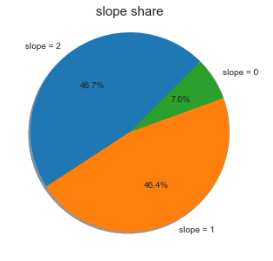 slope share
slope = 2
slope = 0
46.7%
7.0%
46.4%
slope = 1